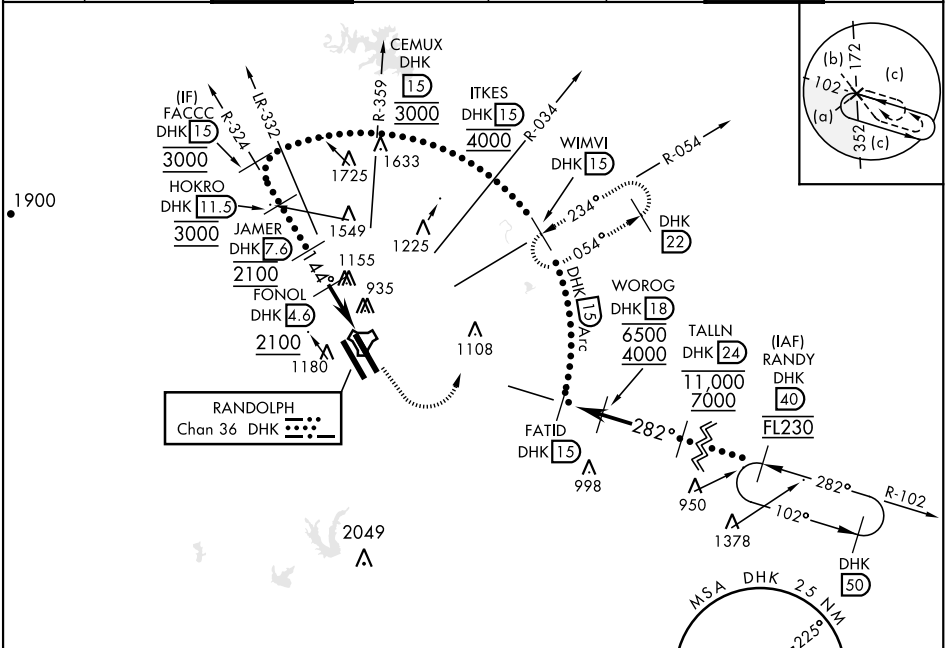 1900
(IF)
FACCC
DHK 15
3000
R-324
LR-332
HOKRO
DHK 11.5
3000
JAMER
DHK 7.6
2100
FONOL
DHK 4.6
2100
1180
44°
CEMUX
DHK
15
3000
R-359
1725
1633
1549
1155
935
1225
ITKES
DHK 15
4000
R-034
WIMVI
DHK 15
R-054
234°
054°
DHK
22
DHK 15 Arc
1108
WOROG
DHK 18
6500
4000
TALLN
DHK 24
11,000
7000
(IAF)
RANDY
DHK
40
FL230
FATID
DHK 15
282°
998
950
1378
282°
102°
R-102
DHK
50
RANDOLPH
Chan 36 DHK
2049
MSA DHK 25 NM
225°
(b)
172
(c)
102
(a)
352
(c)